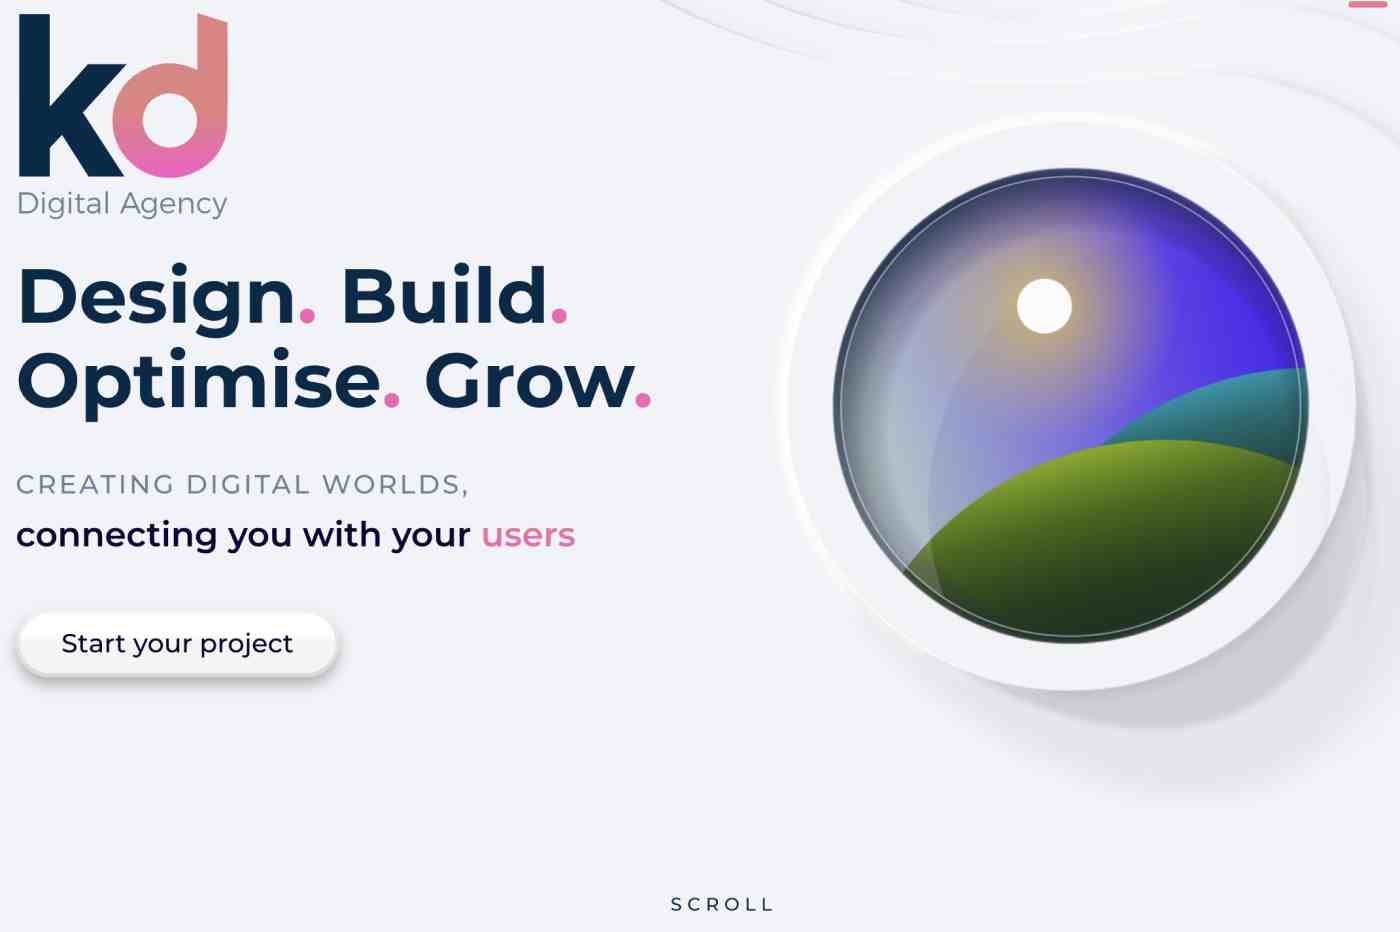 kd
Digital Agency
Design. Build.
Optimise. Grow.
CREATING DIGITAL WORLDS,
connecting you with your users
Start your project
SCROLL